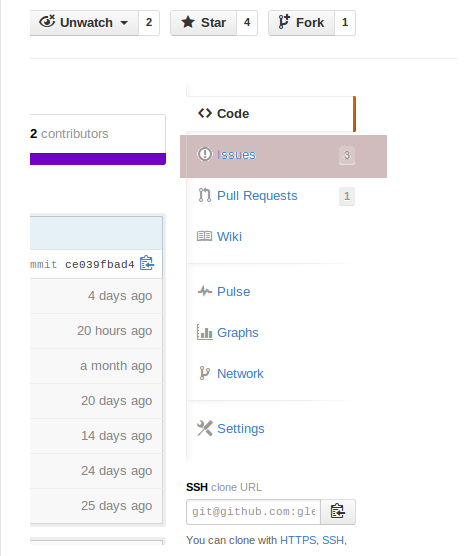 Unwatch 2 Star 4 Fork 1
Code
2 contributors
Issues 3
Pull Requests 1
Wiki
mmit ce039fbad4
Pulse
4 days ago
20 hours ago
Graphs
a month ago
Network
20 days ago
14 days ago
Settings
24 days ago
25 days ago
SSH clone URL
git@github.com:gle
You can clone with HTTPS, SSH,